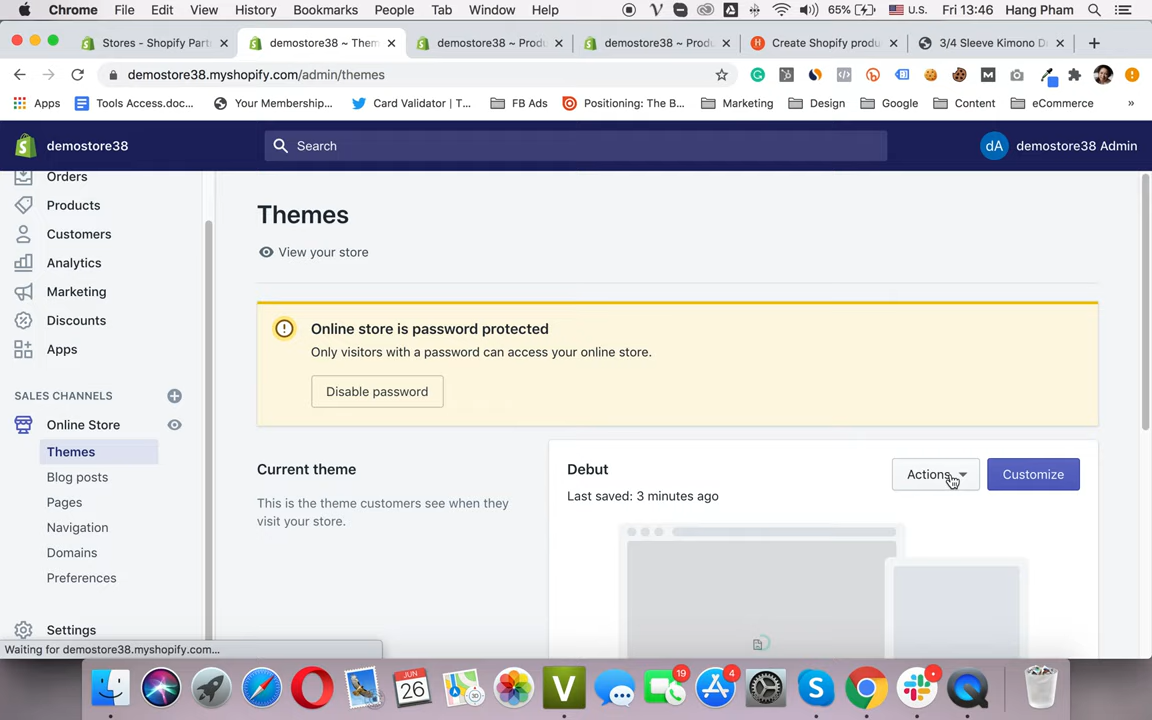 Chrome File Edit View History Bookmarks People Tab Window Help 65% U.S. Fri 13:46 Hang Pham
Stores - Shopify Part demostore38 ~ Them demostore38 ~ Produ demostore38 ~ Produ Create Shopify produ 3/4 Sleeve Kimono D
demostore38.myshopify.com/admin/themes
Apps Tools Access.doc... Your Membership... Card Validator | T... FB Ads Positioning: The B... Marketing Design Google Content eCommerce »
demostore38 Search dA demostore38 Admin
Orders
Products
Customers
Analytics
Marketing
Discounts
Apps
SALES CHANNELS
Online Store
Themes
Blog posts
Pages
Navigation
Domains
Preferences
Settings
Themes
View your store
Online store is password protected
Only visitors with a password can access your online store.
Disable password
Current theme
This is the theme customers see when they
visit your store.
Debut
Last saved: 3 minutes ago
Actions Customize
Waiting for demostore38.myshopify.com...
JUN
26
19
4